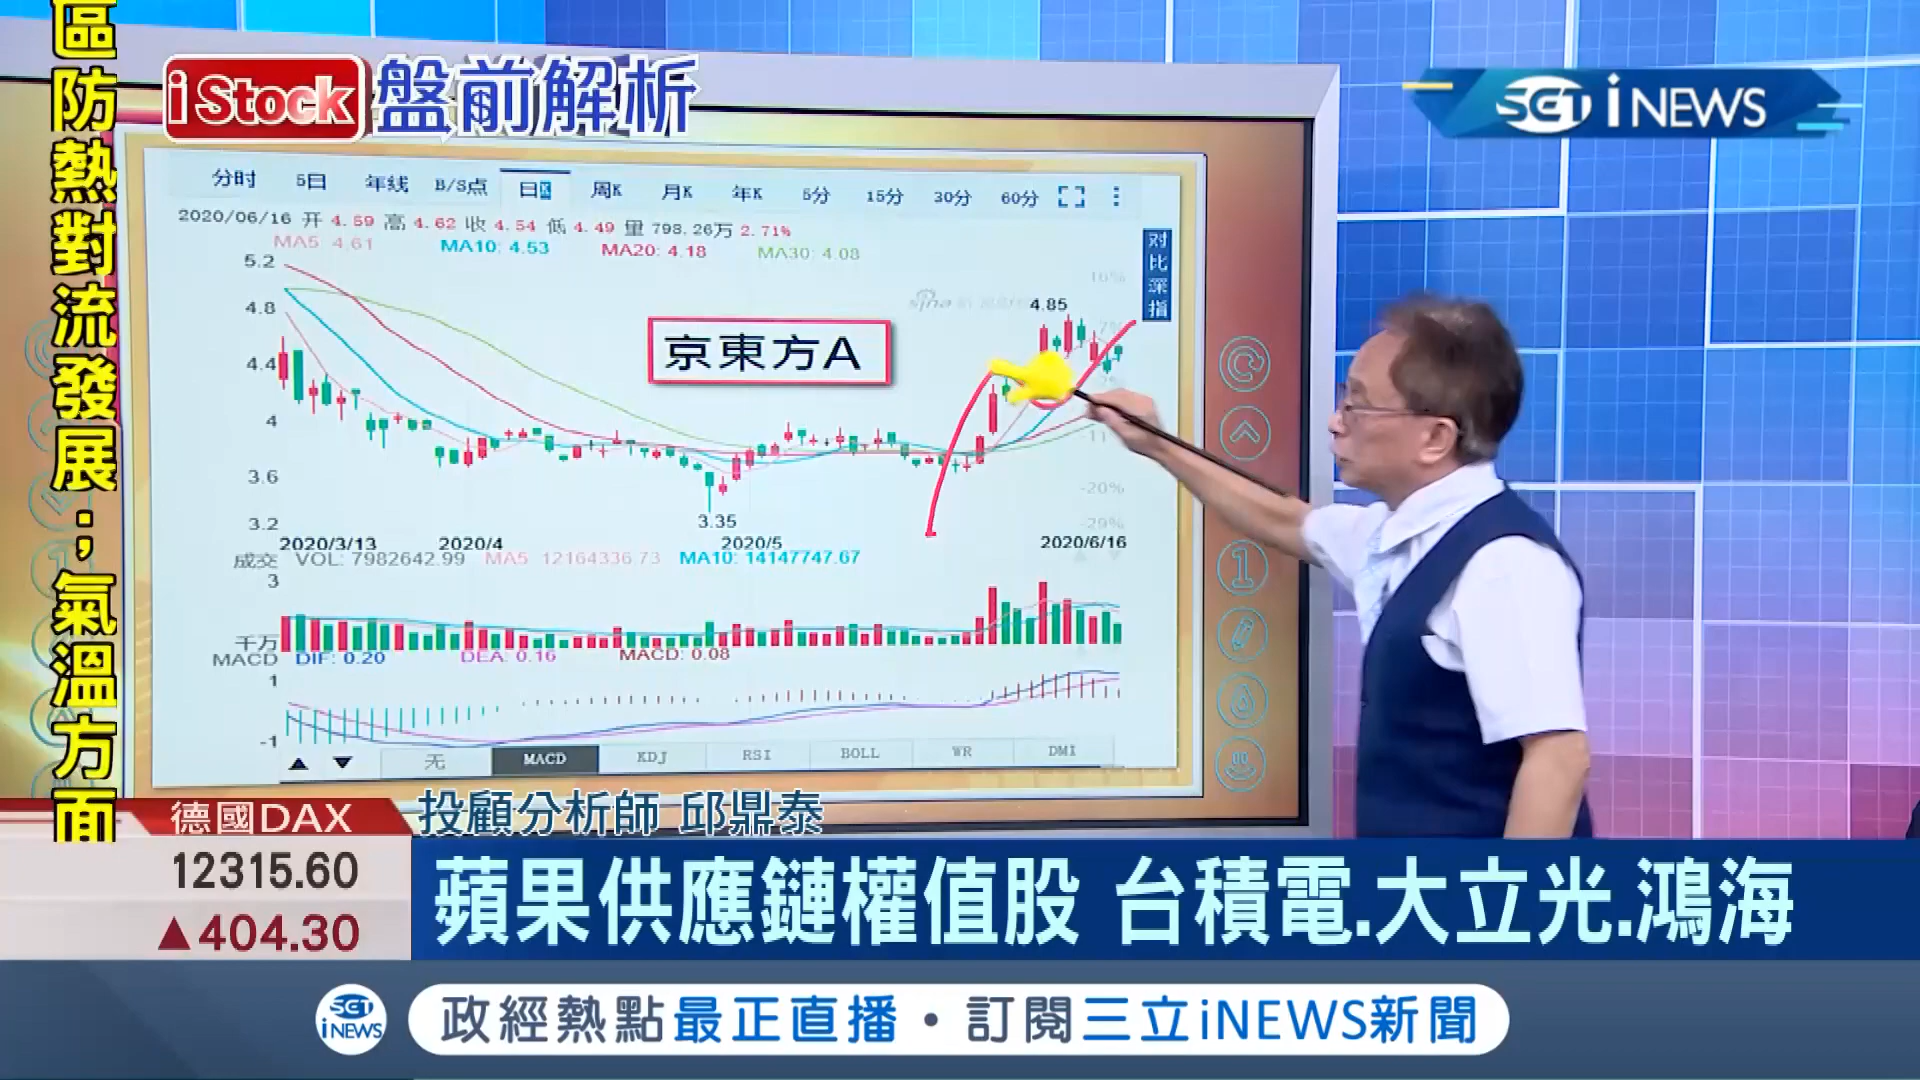 區防熱對流發展；氣溫方面
i Stock 盤前解析
SET iNEWS
分时 5日 年线 B/S点 日K 周K 月K 年K 5分 15分 30分 60分
2020/06/16 开 4.59 高 4.62 收 4.54 低 4.49 量 798.26万 2.71%
MA5 4.61 MA10: 4.53 MA20: 4.18 MA30: 4.08
对比深指
5.2
16%
4.8
4.85
sina
7%
京東方A
4.4
4
3.6
-20%
3.2
3.35
-29%
2020/3/13 2020/4 2020/5 2020/6/16
成交 VOL: 7982642.99 MA5 12164336.73 MA10: 14147747.67
3
千万
MACD DIF: 0.20 DEA: 0.16 MACD: 0.08
1
-1
无 MACD KDJ RSI BOLL WR DMI
1
德國DAX
12315.60
▲404.30
投顧分析師 邱鼎泰
蘋果供應鏈權值股 台積電.大立光.鴻海
SET iNEWS
政經熱點最正直播・訂閱三立iNEWS新聞